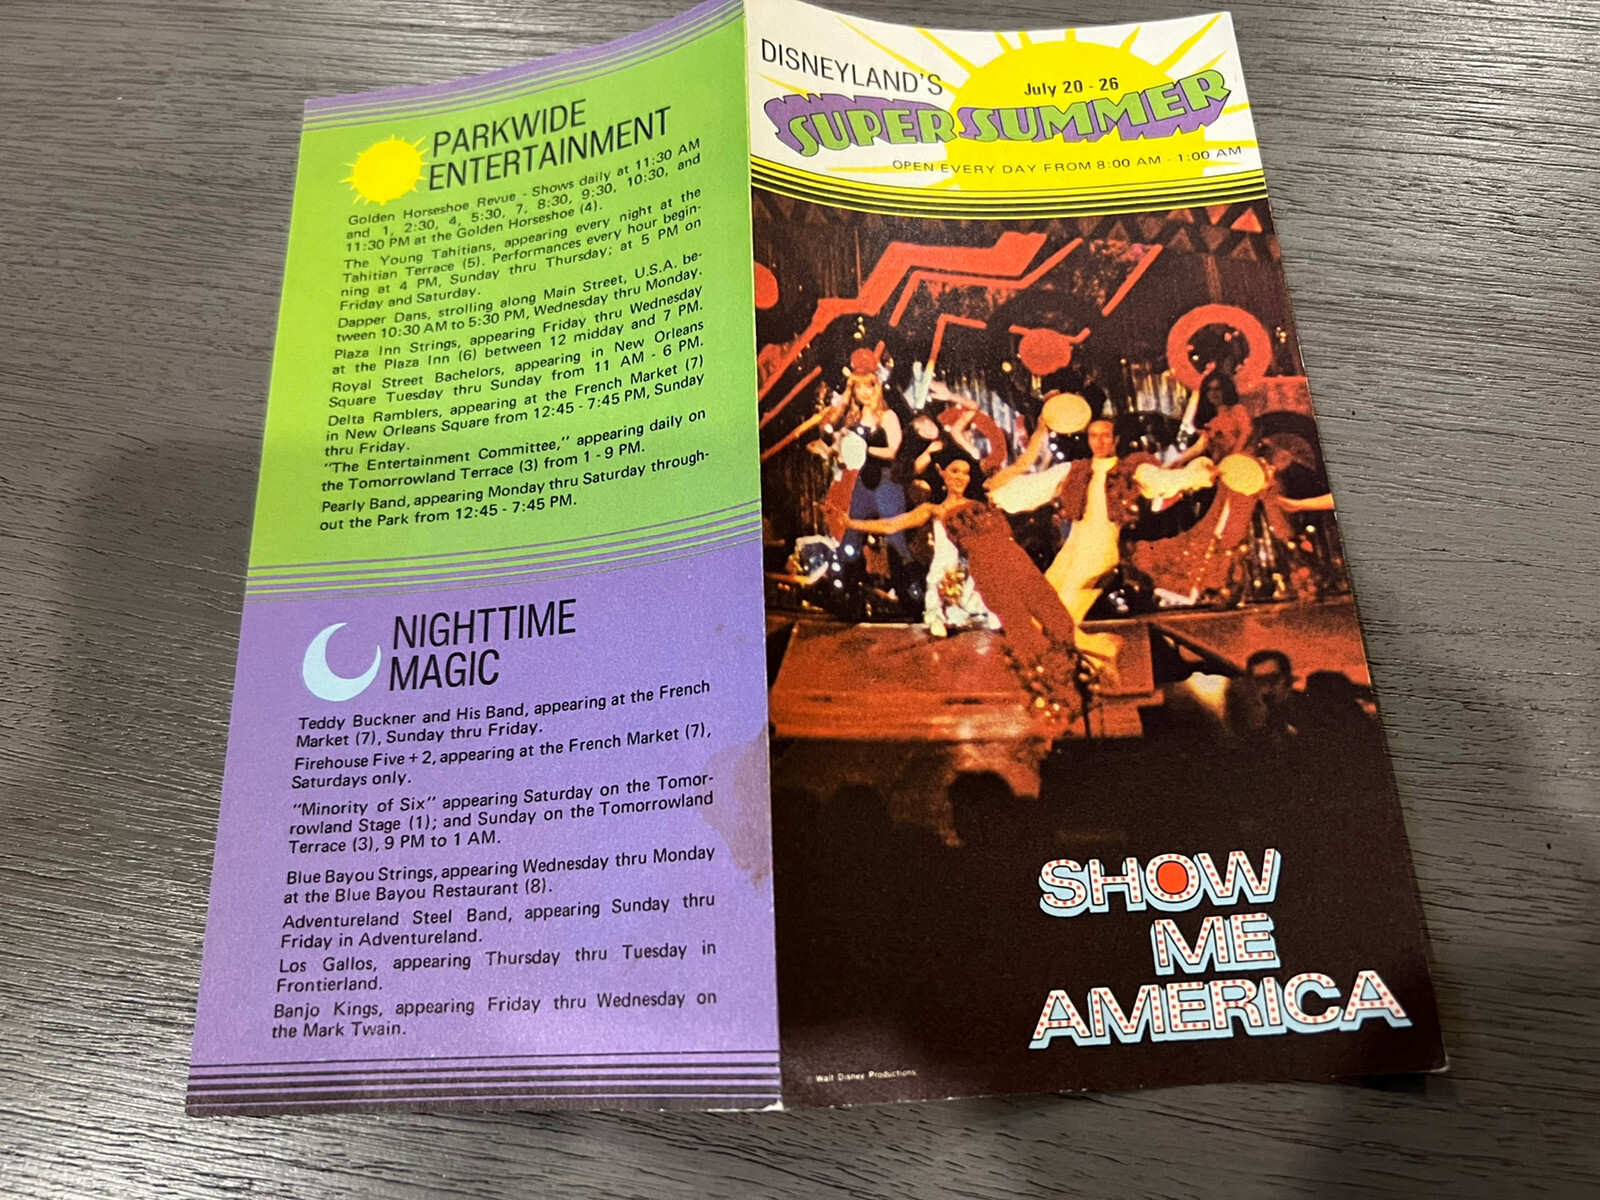 PARKWIDE
ENTERTAINMENT
Golden Horseshoe Revue - Shows daily at 11:30 AM
and 1, 2:30, 4, 5:30, 7, 8:30, 9:30, 10:30, and
11:30 PM at the Golden Horseshoe (4).
The Young Tahitians, appearing every night at the
Tahitian Terrace (5). Performances every hour begin-
ning at 4 PM, Sunday thru Thursday; at 5 PM on
Friday and Saturday.
Dapper Dans, strolling along Main Street, U.S.A. be-
tween 10:30 AM to 5:30 PM, Wednesday thru Monday.
Plaza Inn Strings, appearing Friday thru Wednesday
at the Plaza Inn (6) between 12 midday and 7 PM.
Royal Street Bachelors, appearing in New Orleans
Square Tuesday thru Sunday from 11 AM - 6 PM.
Delta Ramblers, appearing at the French Market (7)
in New Orleans Square from 12:45 - 7:45 PM, Sunday
thru Friday.
"The Entertainment Committee," appearing daily on
the Tomorrowland Terrace (3) from 1 - 9 PM.
Pearly Band, appearing Monday thru Saturday through-
out the Park from 12:45 - 7:45 PM.
NIGHTTIME
MAGIC
Teddy Buckner and His Band, appearing at the French
Market (7), Sunday thru Friday.
Firehouse Five + 2, appearing at the French Market (7),
Saturdays only.
"Minority of Six" appearing Saturday on the Tomor-
rowland Stage (1); and Sunday on the Tomorrowland
Terrace (3), 9 PM to 1 AM.
Blue Bayou Strings, appearing Wednesday thru Monday
at the Blue Bayou Restaurant (8).
Adventureland Steel Band, appearing Sunday thru
Friday in Adventureland.
Los Gallos, appearing Thursday thru Tuesday in
Frontierland.
Banjo Kings, appearing Friday thru Wednesday on
the Mark Twain.
DISNEYLAND'S
July 20 - 26
SUPER SUMMER
OPEN EVERY DAY FROM 8:00 AM - 1:00 AM
SHOW
ME
AMERICA
© Walt Disney Productions